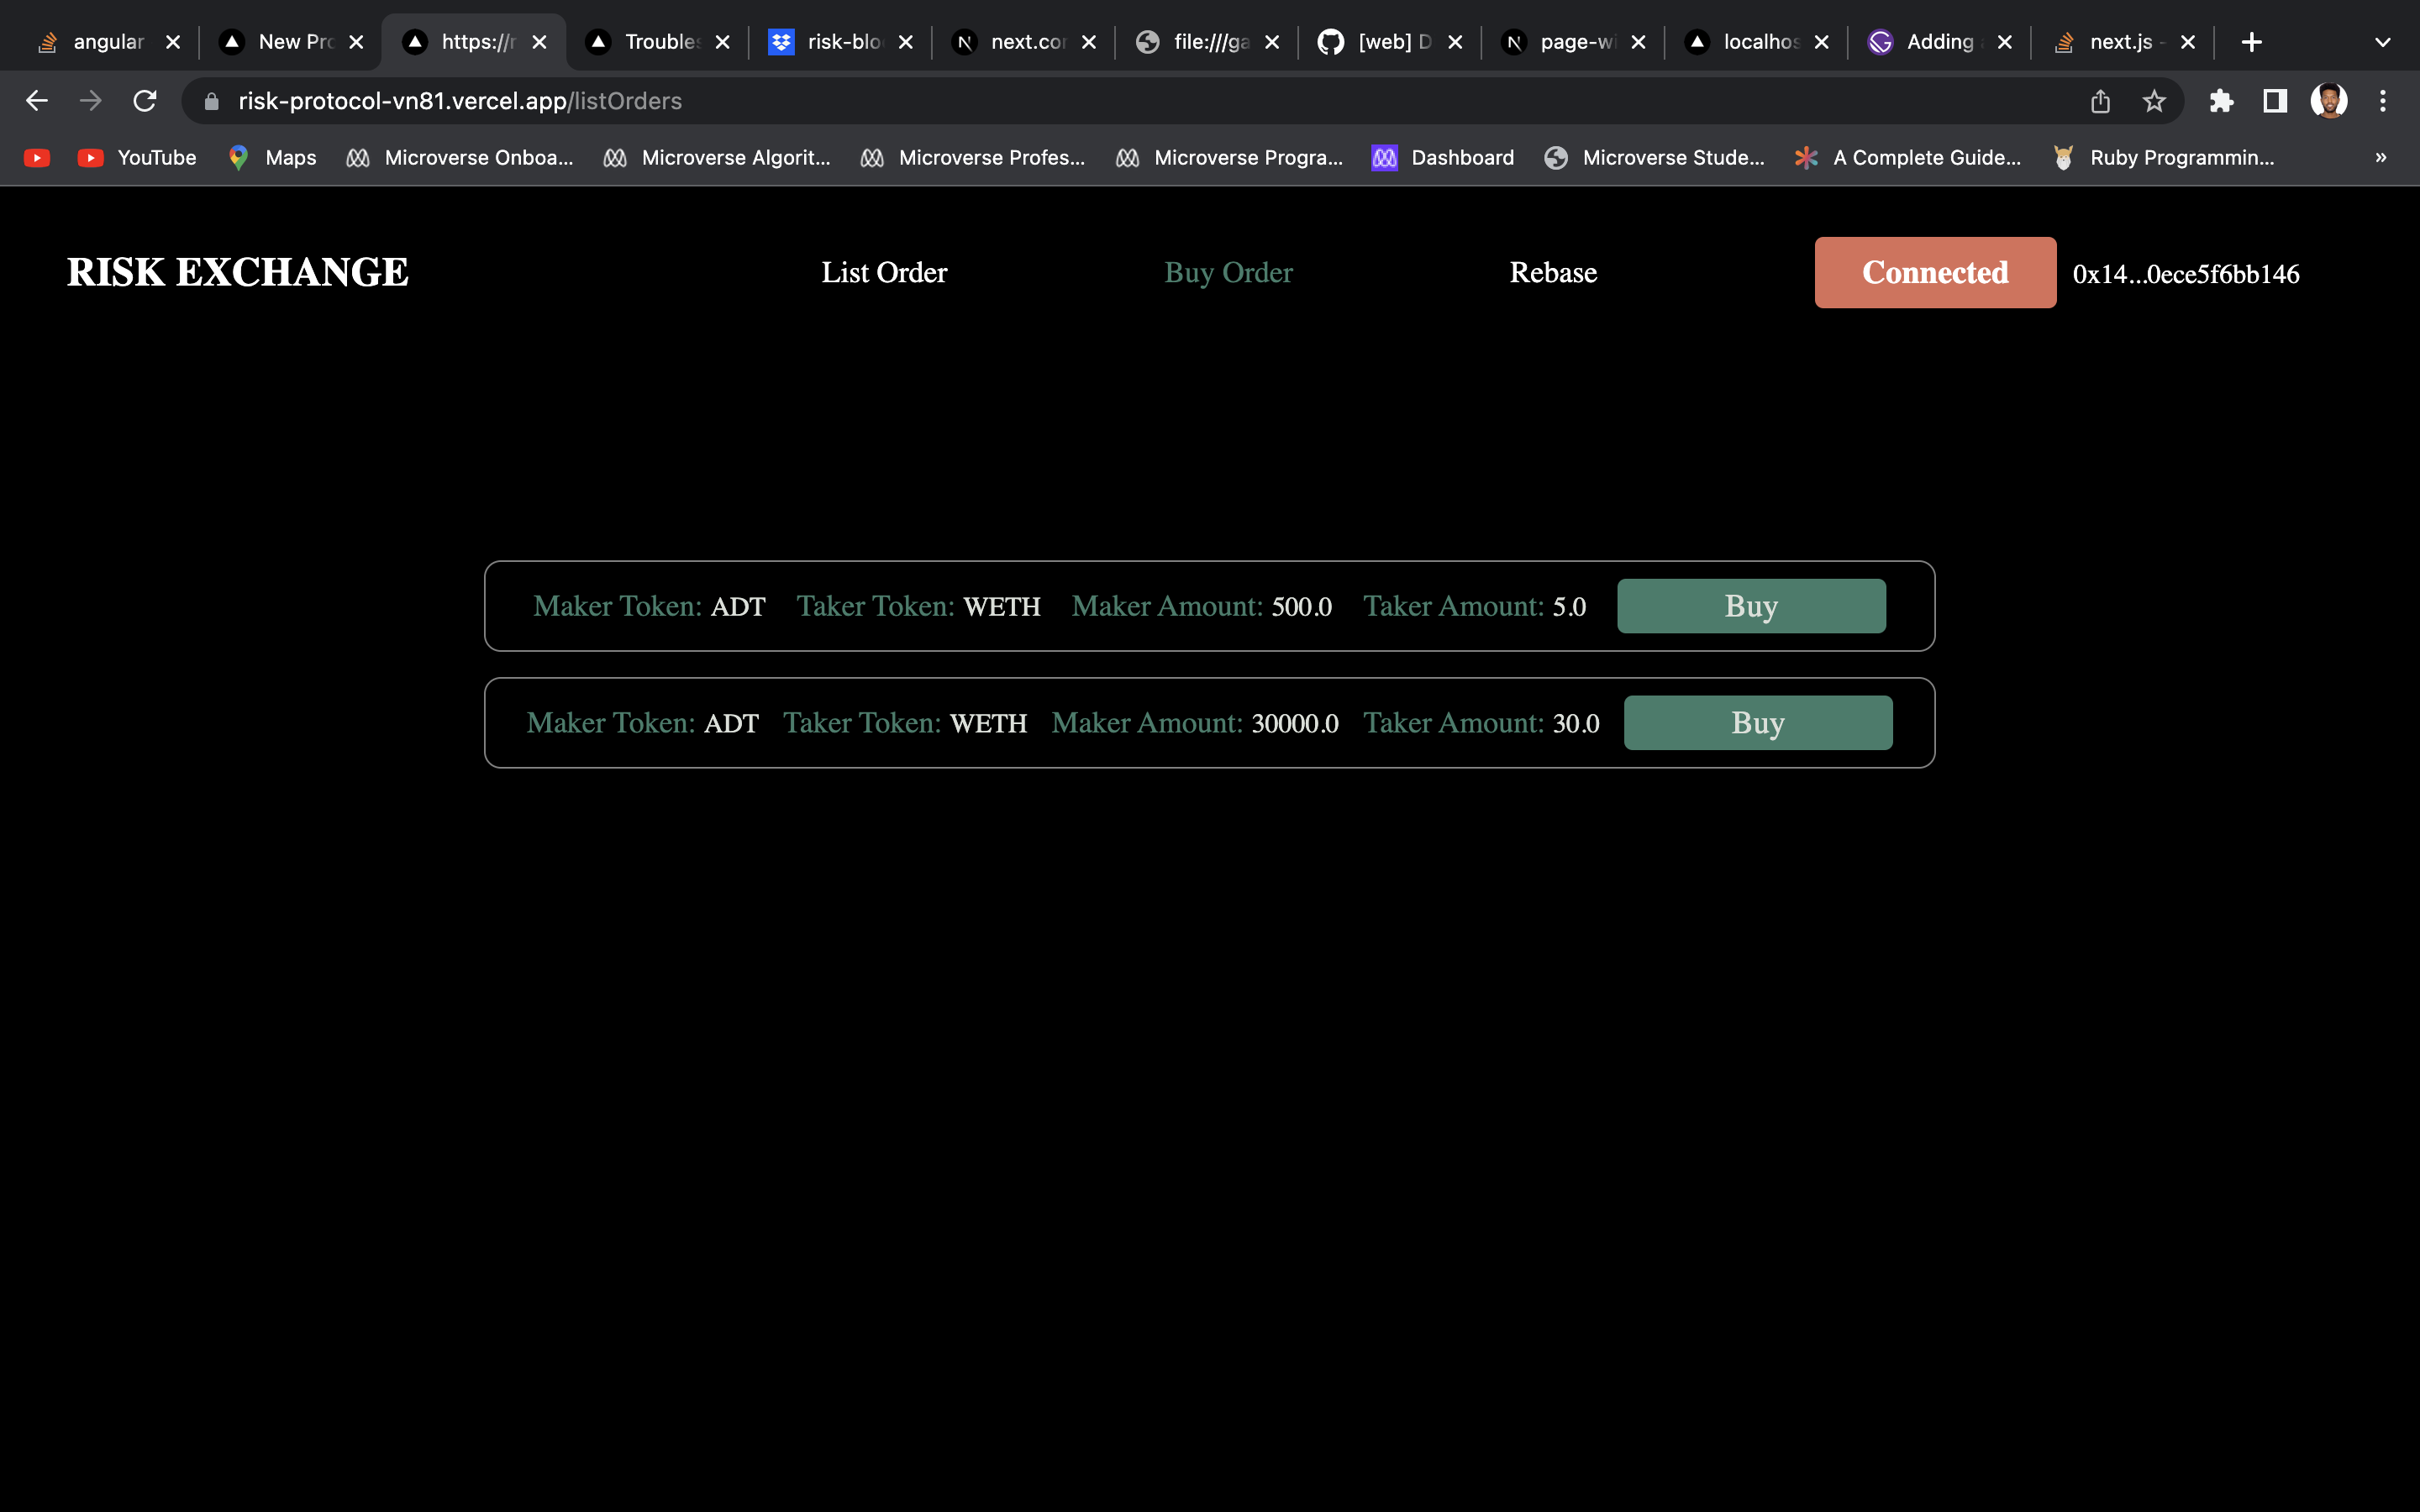 angular
New Pro
https://r
Troubles
risk-bloc
next.con
file:///ga
[web] D
page-wi
localhos
Adding a
next.js -
risk-protocol-vn81.vercel.app/listOrders
YouTube
Maps
Microverse Onboa...
Microverse Algorit...
Microverse Profes...
Microverse Progra...
Dashboard
Microverse Stude...
A Complete Guide...
Ruby Programmin...
»
RISK EXCHANGE
List Order
Buy Order
Rebase
Connected
0x14...0ece5f6bb146
Maker Token: ADT Taker Token: WETH Maker Amount: 500.0 Taker Amount: 5.0 Buy
Maker Token: ADT Taker Token: WETH Maker Amount: 30000.0 Taker Amount: 30.0 Buy